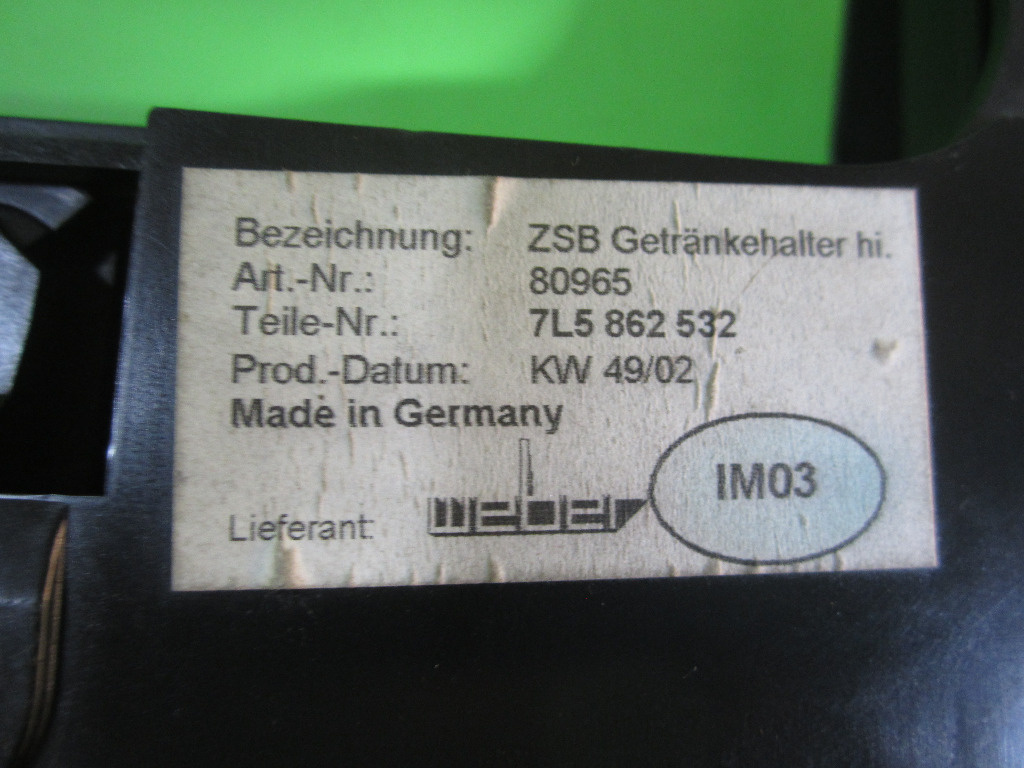 Bezeichnung: ZSB Getränkehalter hi.
Art.-Nr.: 80965
Teile-Nr.: 7L5 862 532
Prod.-Datum: KW 49/02
Made in Germany
IM03
Lieferant: WEBER